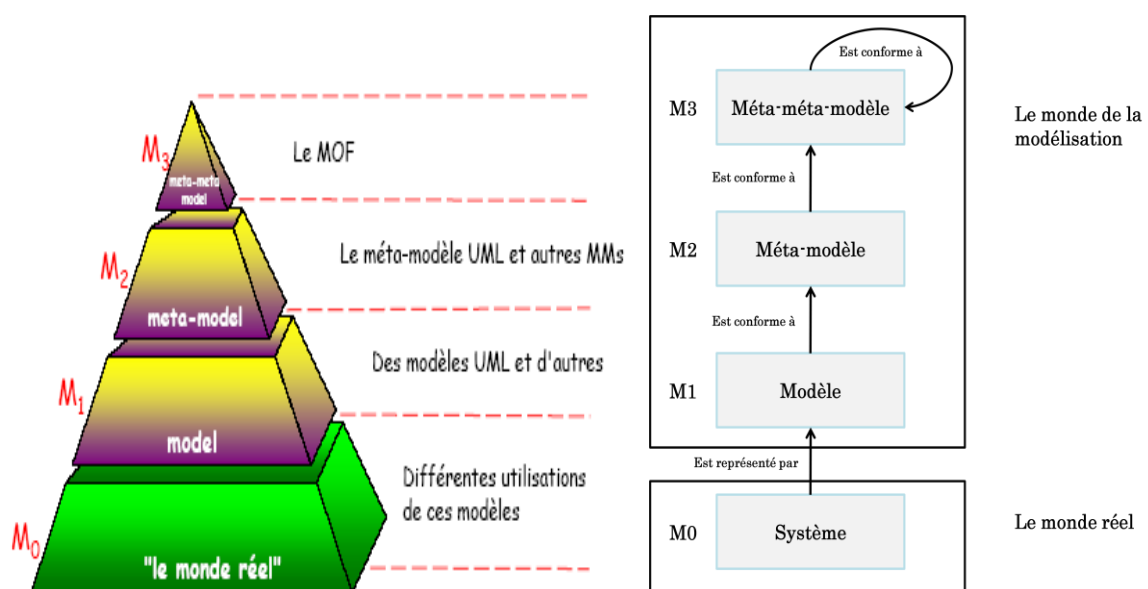 M3
meta-meta
model
Le MOF
M2
meta-model
Le méta-modèle UML et autres MMs
M1
model
Des modèles UML et d'autres
M0
"le monde réel"
Différentes utilisations
de ces modèles
Est conforme à
M3
Méta-méta-modèle
Le monde de la
modélisation
Est conforme à
M2
Méta-modèle
Est conforme à
M1
Modèle
Est représenté par
M0
Système
Le monde réel